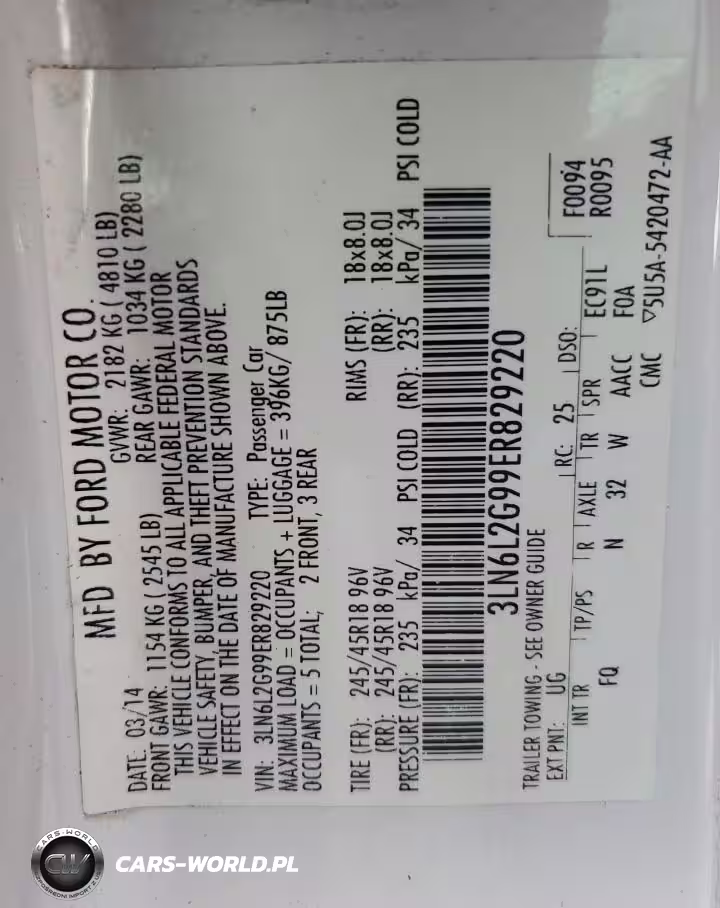 MFD BY FORD MOTOR CO.
DATE: 03/14 GVWR: 2182 KG ( 4810 LB)
FRONT GAWR: 1154 KG ( 2545 LB) REAR GAWR: 1034 KG ( 2280 LB)
THIS VEHICLE CONFORMS TO ALL APPLICABLE FEDERAL MOTOR
VEHICLE SAFETY, BUMPER, AND THEFT PREVENTION STANDARDS
IN EFFECT ON THE DATE OF MANUFACTURE SHOWN ABOVE.
VIN: 3LN6L2G99ER829220 TYPE: Passenger Car
MAXIMUM LOAD = OCCUPANTS + LUGGAGE = 396KG/ 875LB
OCCUPANTS = 5 TOTAL; 2 FRONT, 3 REAR
TIRE (FR): 245/45R18 96V RIMS (FR): 18x8.0J
(RR): 245/45R18 96V (RR): 18x8.0J
PRESSURE (FR): 235 kPa/ 34 PSI COLD (RR): 235 kPa/ 34 PSI COLD
3LN6L2G99ER829220
TRAILER TOWING - SEE OWNER GUIDE
F0094
EXT PNT: UG RC: 25 DSO: R0095
INT TR TP/PS R AXLE TR SPR EC91L
FQ N 32 W AACC F0A
CMC ▽5U5A-5420472-AA
CARS-WORLD
CW
CARS-WORLD.PL